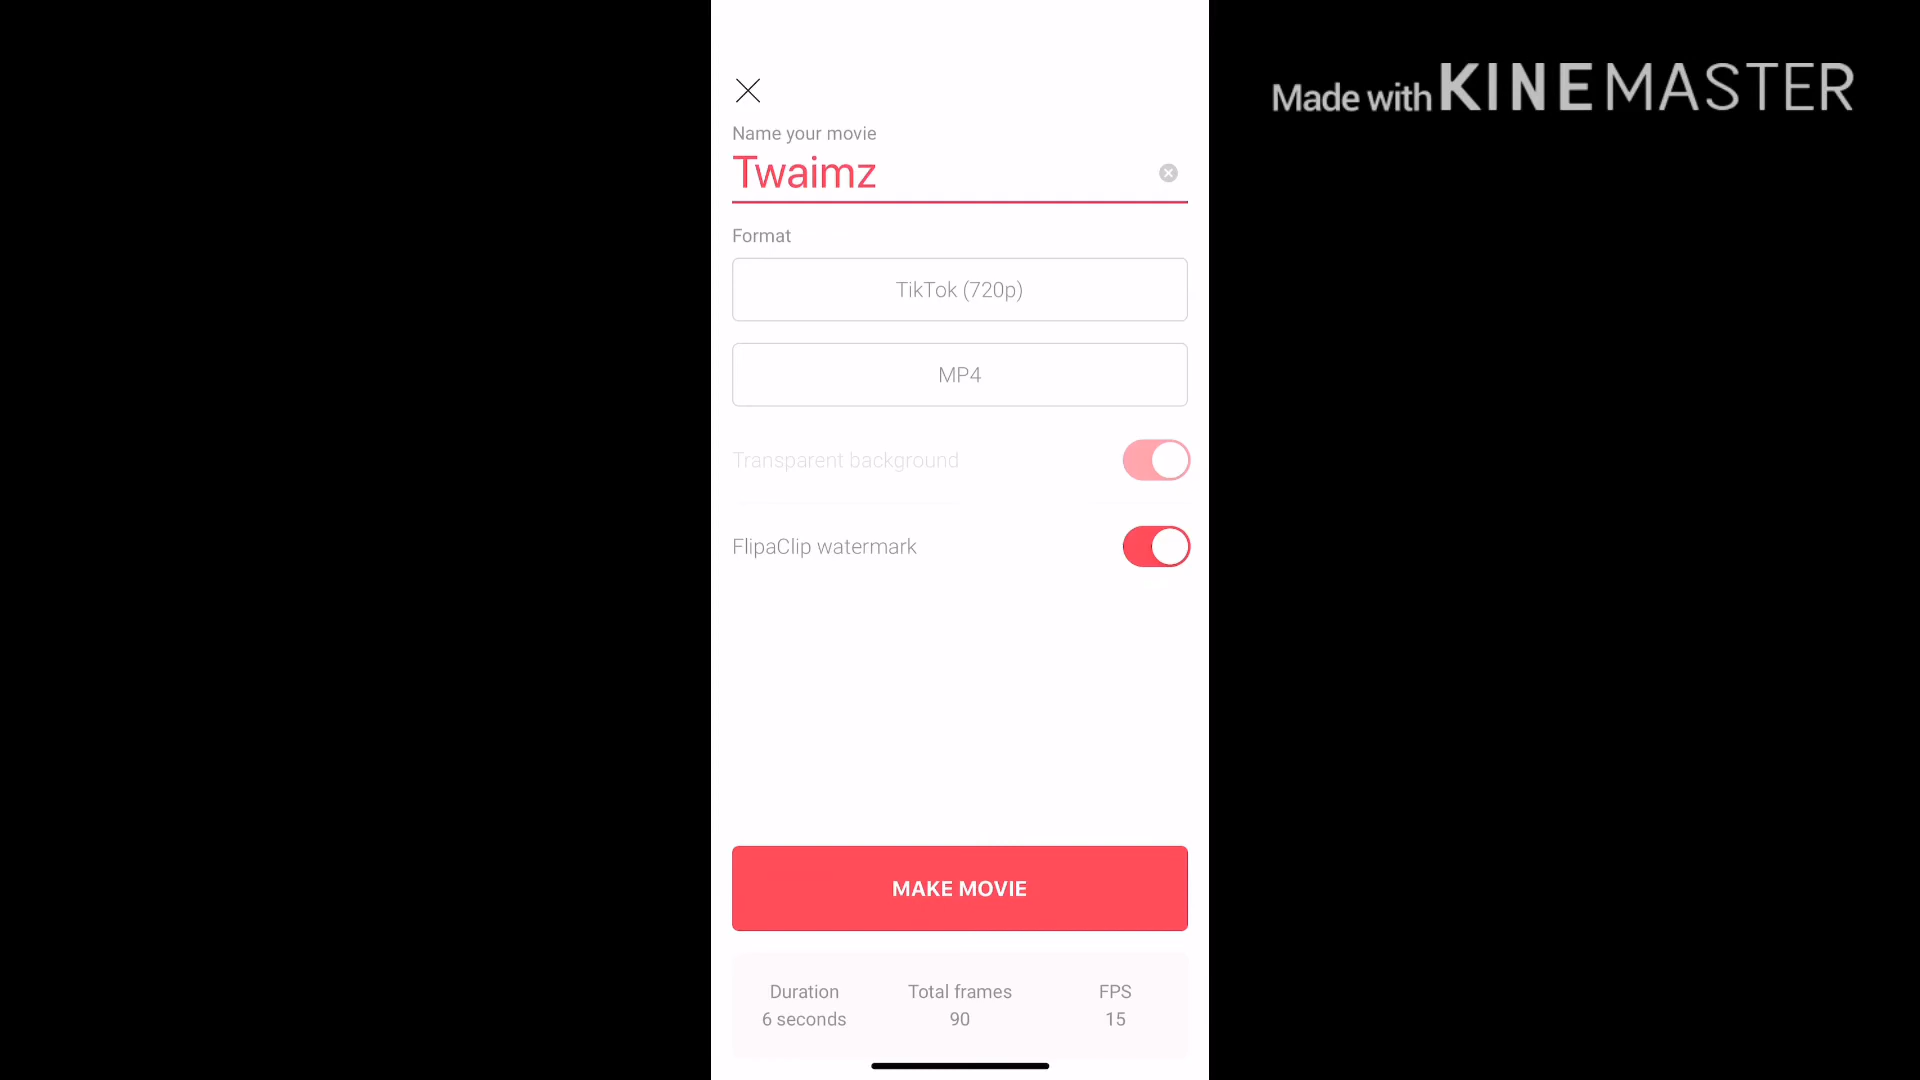 Made with KINEMASTER
Name your movie
Twaimz
Format
TikTok (720p)
MP4
Transparent background
FlipaClip watermark
MAKE MOVIE
Duration Total frames FPS
6 seconds 90 15